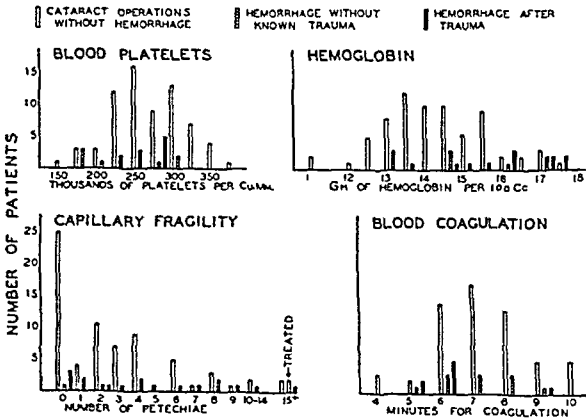 CATARACT OPERATIONS WITHOUT HEMORRHAGE
HEMORRHAGE WITHOUT KNOWN TRAUMA
HEMORRHAGE AFTER TRAUMA
NUMBER OF PATIENTS
BLOOD PLATELETS
15
10
5
150 200 250 300 350
THOUSANDS OF PLATELETS PER CU.MM.
HEMOGLOBIN
12 13 14 15 16 17 18
GM OF HEMOGLOBIN PER 100 CC
CAPILLARY FRAGILITY
25
20
15
10
5
←TREATED
0 1 2 3 4 5 6 7 8 9 10-14 15+
NUMBER OF PETECHIAE
BLOOD COAGULATION
4 5 6 7 8 9 10
MINUTES FOR COAGULATION